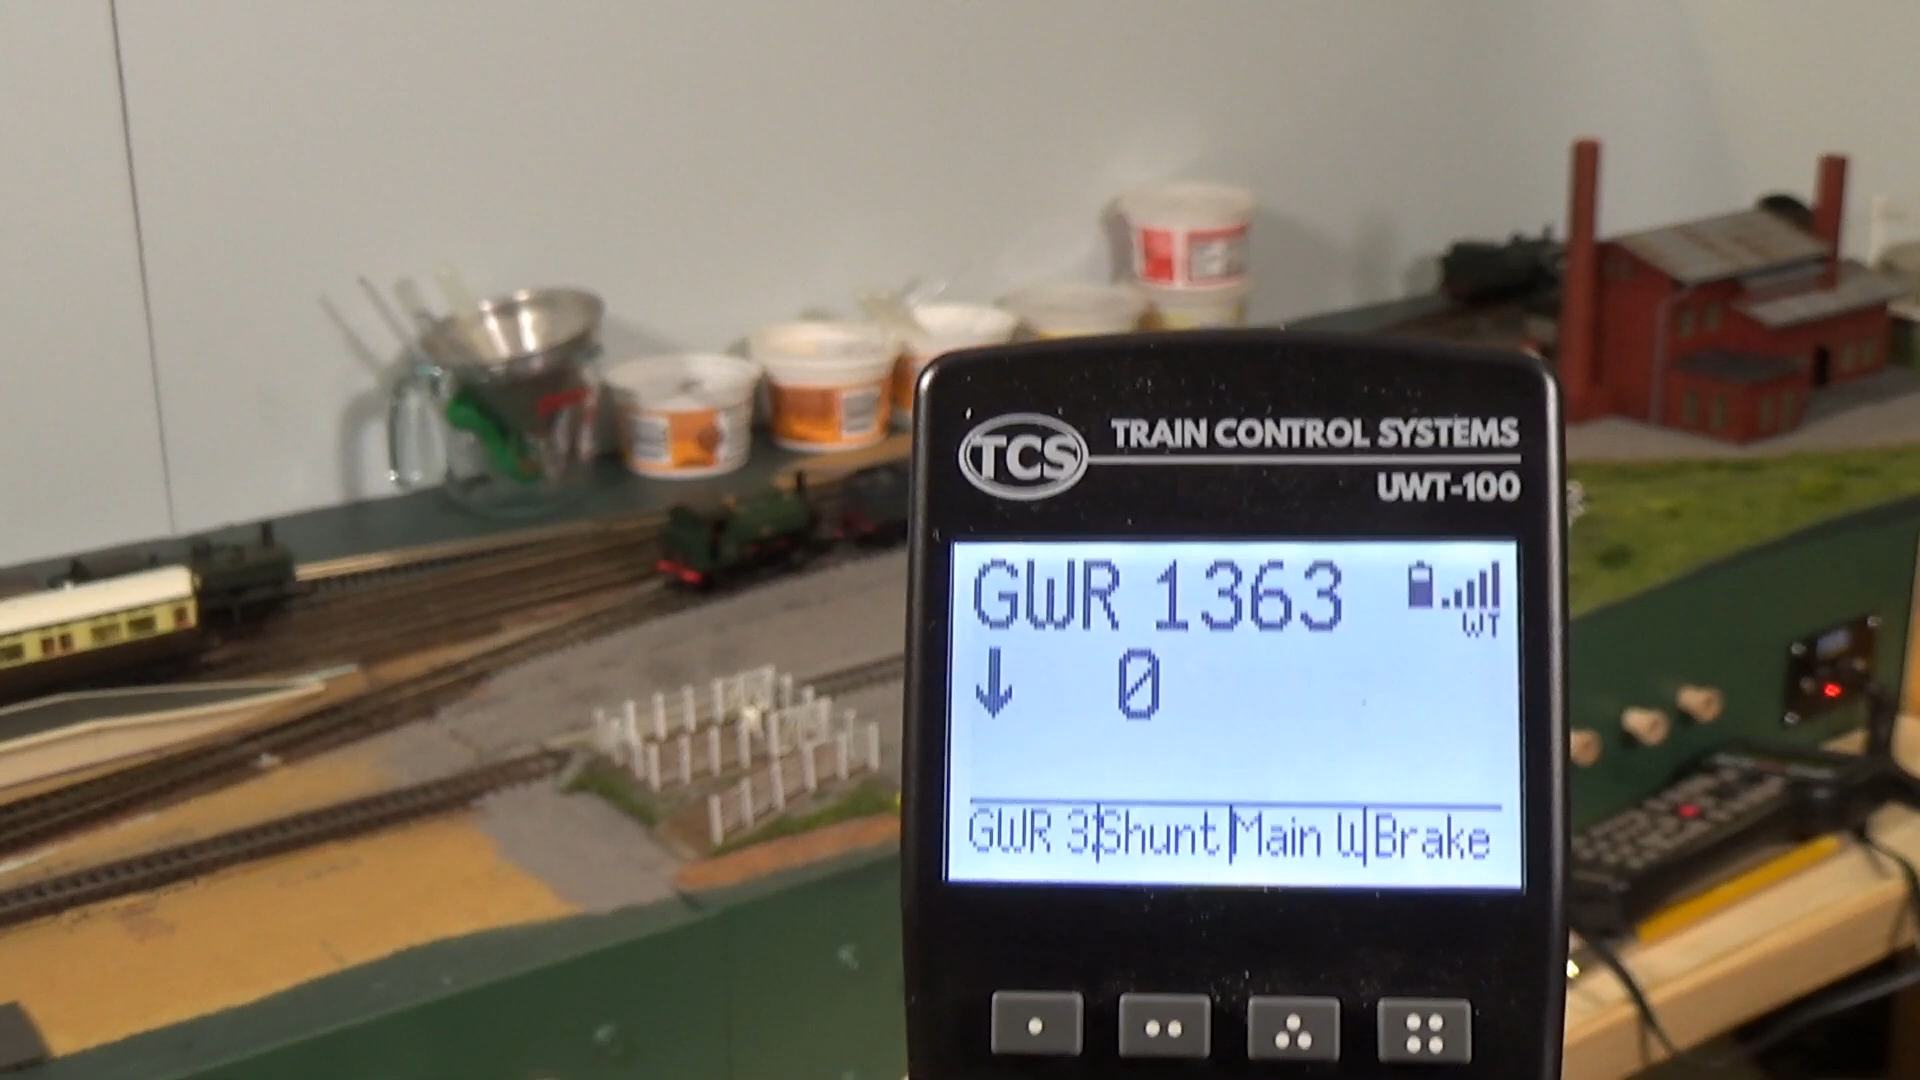 TCS TRAIN CONTROL SYSTEMS
UWT-100
GWR 1363
WT
↓ 0
GWR 3|Shunt|Main W|Brake